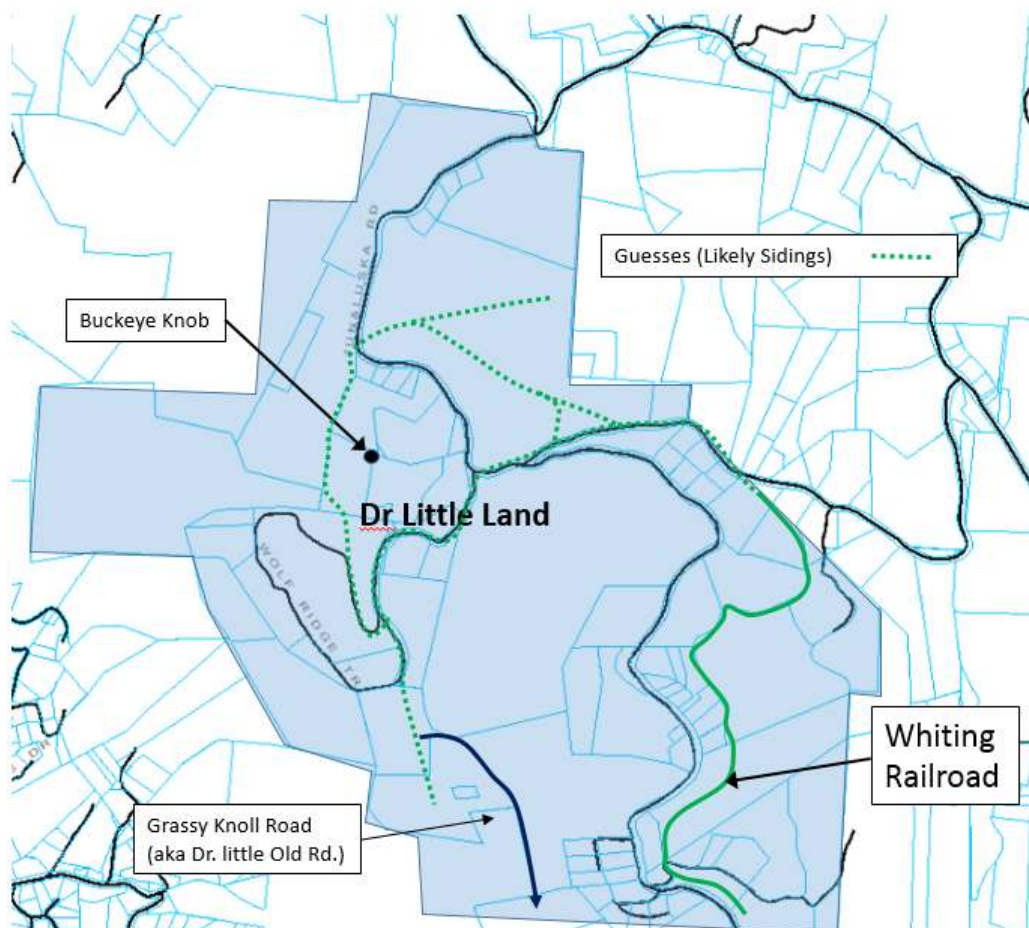 JUNALUSKA RD
Guesses (Likely Sidings)
Buckeye Knob
Dr Little Land
WOLF RIDGE TR
Whiting
Railroad
DR
Grassy Knoll Road
(aka Dr. little Old Rd.)